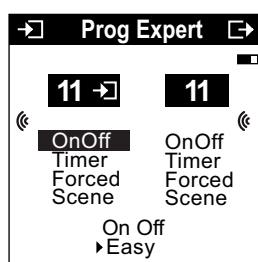 Prog Expert
11 11
OnOff OnOff
Timer Timer
Forced Forced
Scene Scene
On Off
Easy